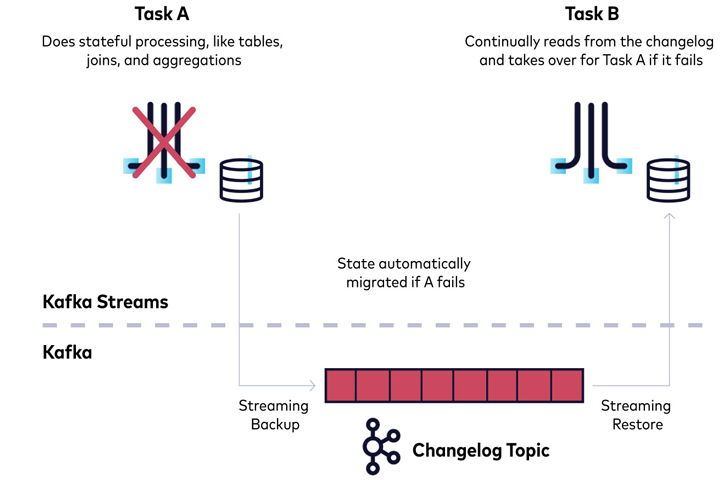 Task A
Does stateful processing, like tables,
joins, and aggregations
Task B
Continually reads from the changelog
and takes over for Task A if it fails
State automatically
migrated if A fails
Kafka Streams
Kafka
Streaming
Backup
Streaming
Restore
Changelog Topic